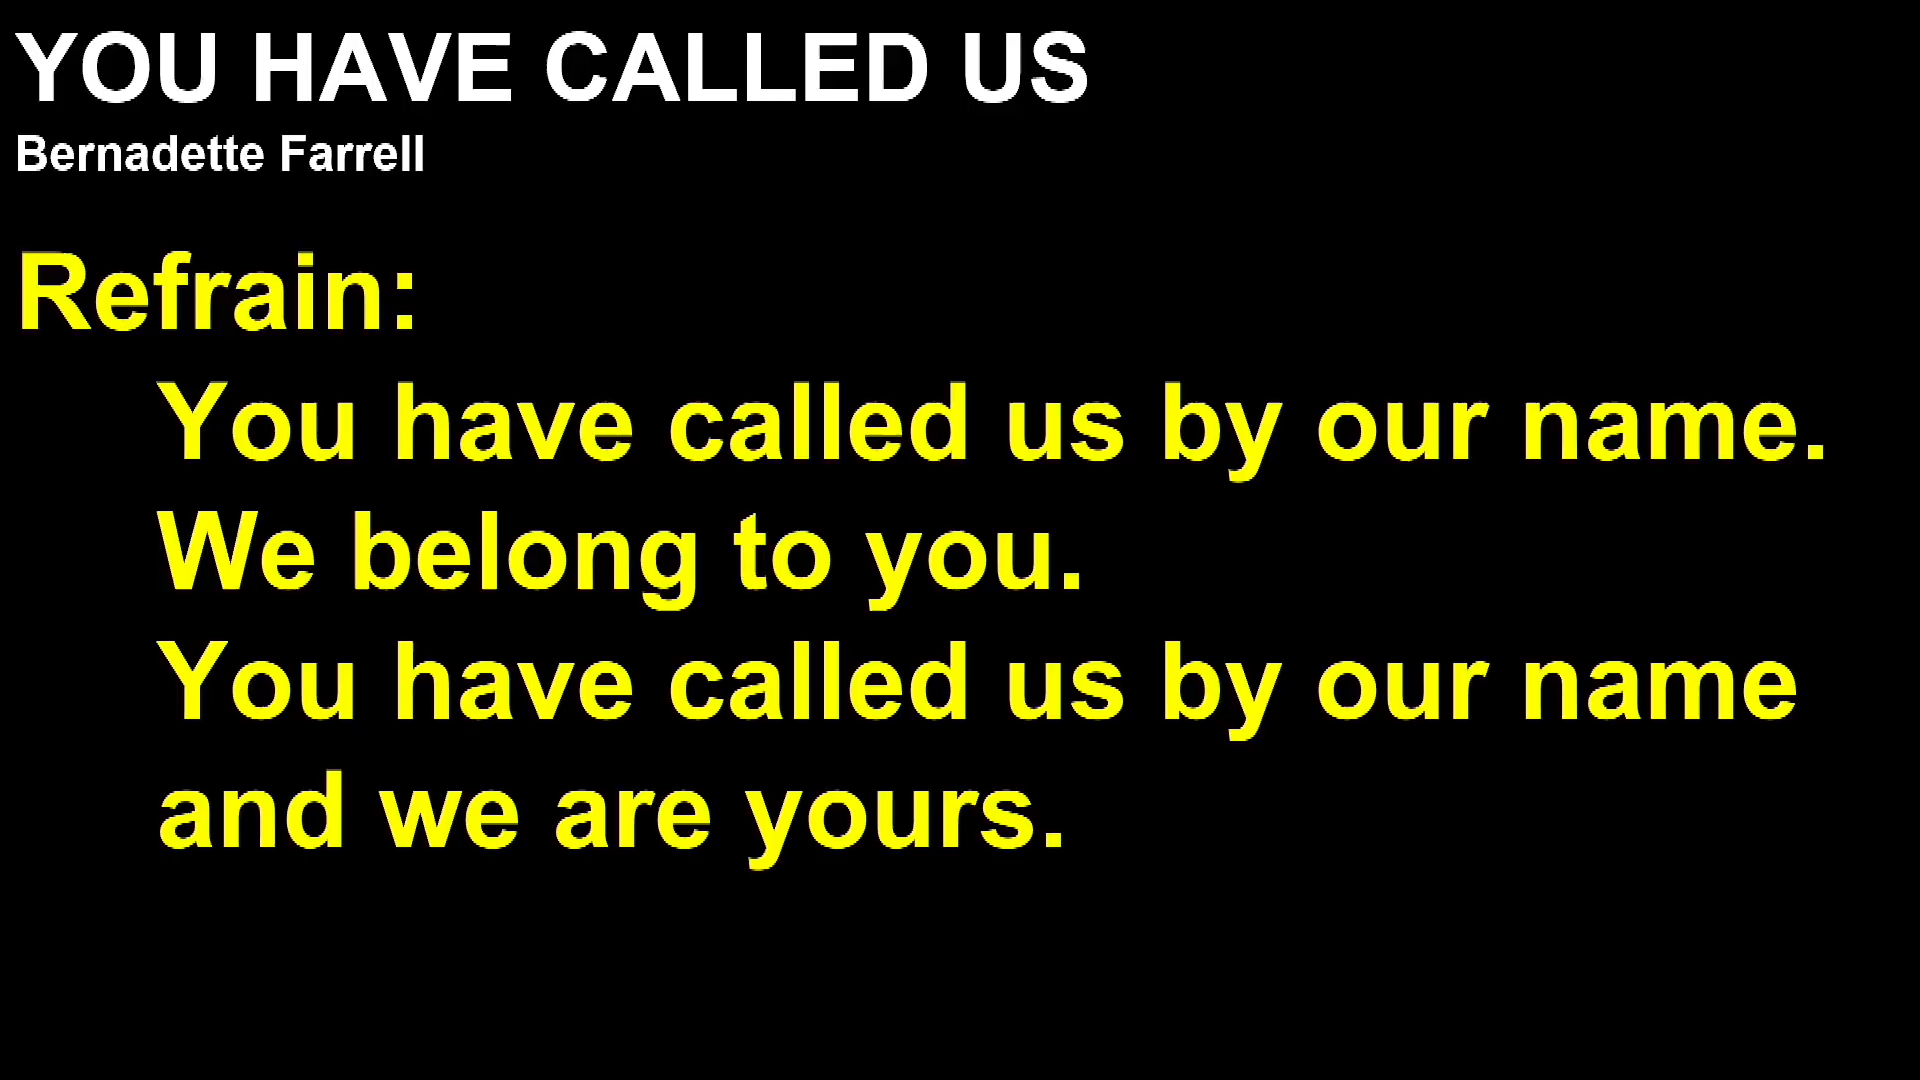 YOU HAVE CALLED US
Bernadette Farrell
Refrain:
You have called us by our name.
We belong to you.
You have called us by our name
and we are yours.